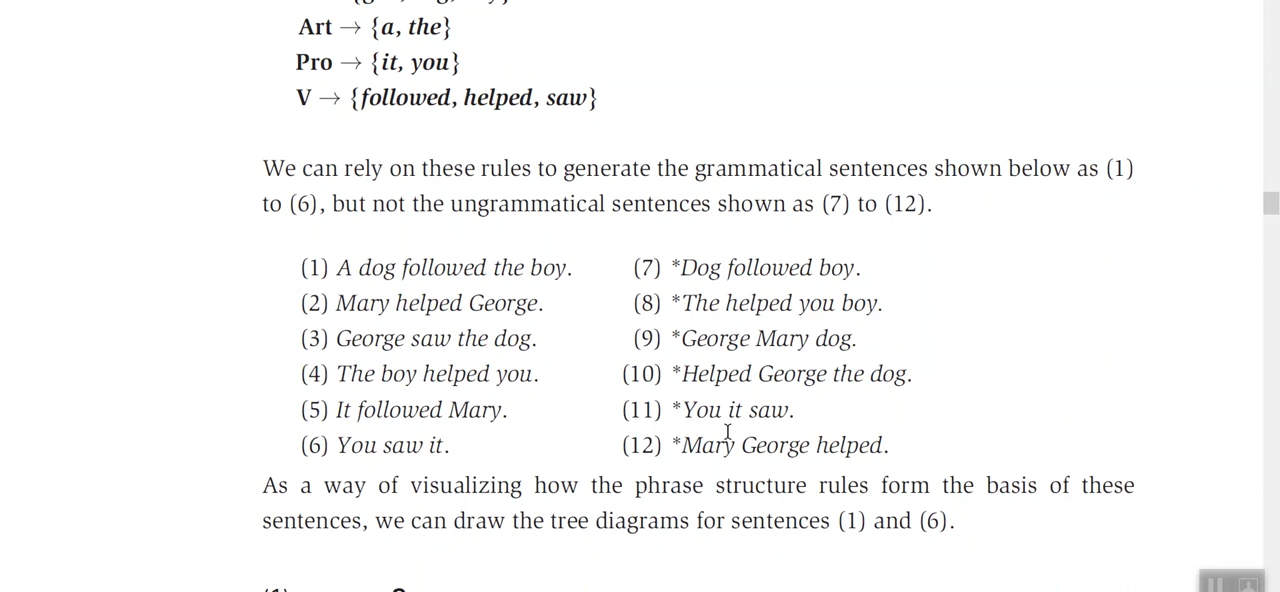 Art → {a, the}
Pro → {it, you}
V → {followed, helped, saw}
We can rely on these rules to generate the grammatical sentences shown below as (1)
to (6), but not the ungrammatical sentences shown as (7) to (12).
(1) A dog followed the boy. (7) *Dog followed boy.
(2) Mary helped George. (8) *The helped you boy.
(3) George saw the dog. (9) *George Mary dog.
(4) The boy helped you. (10) *Helped George the dog.
(5) It followed Mary. (11) *You it saw.
(6) You saw it. (12) *Mary George helped.
As a way of visualizing how the phrase structure rules form the basis of these
sentences, we can draw the tree diagrams for sentences (1) and (6).